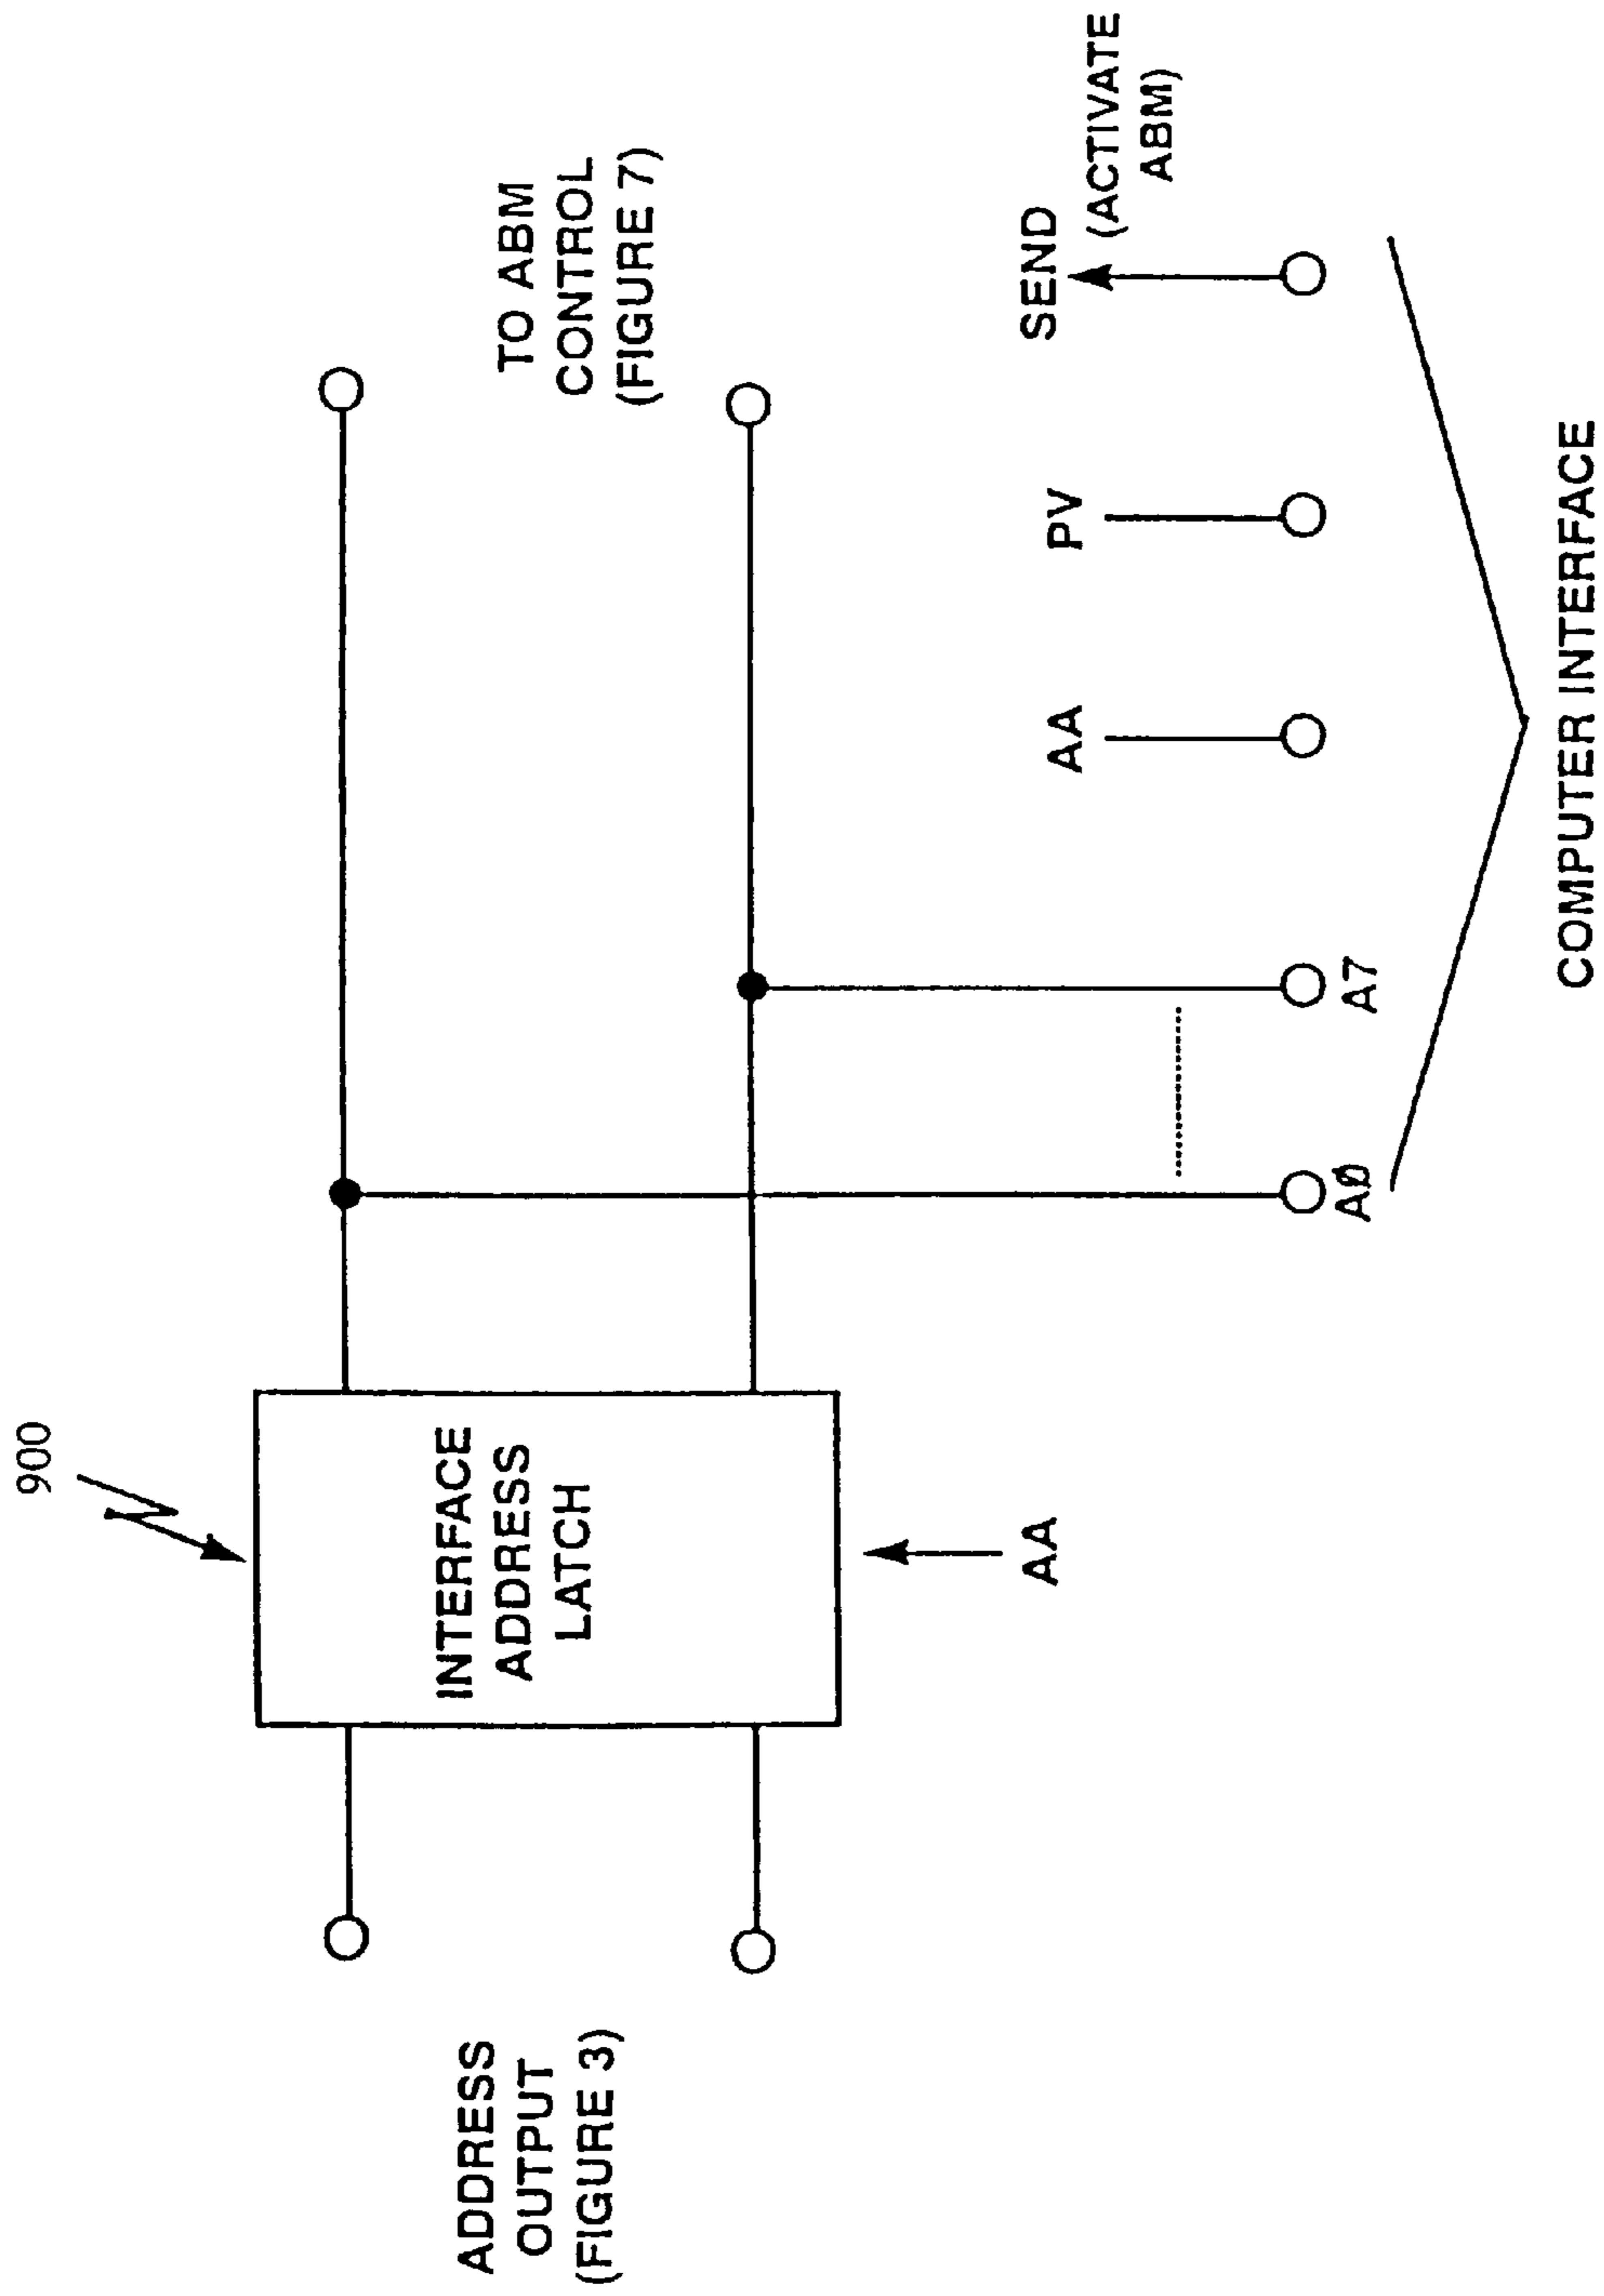 900
ADDRESS
OUTPUT
(FIGURE 3)
INTERFACE
ADDRESS
LATCH
AA
TO ABM
CONTROL
(FIGURE 7)
AA
PV
SEND
(ACTIVATE
ABM)
AØ
A7
COMPUTER INTERFACE